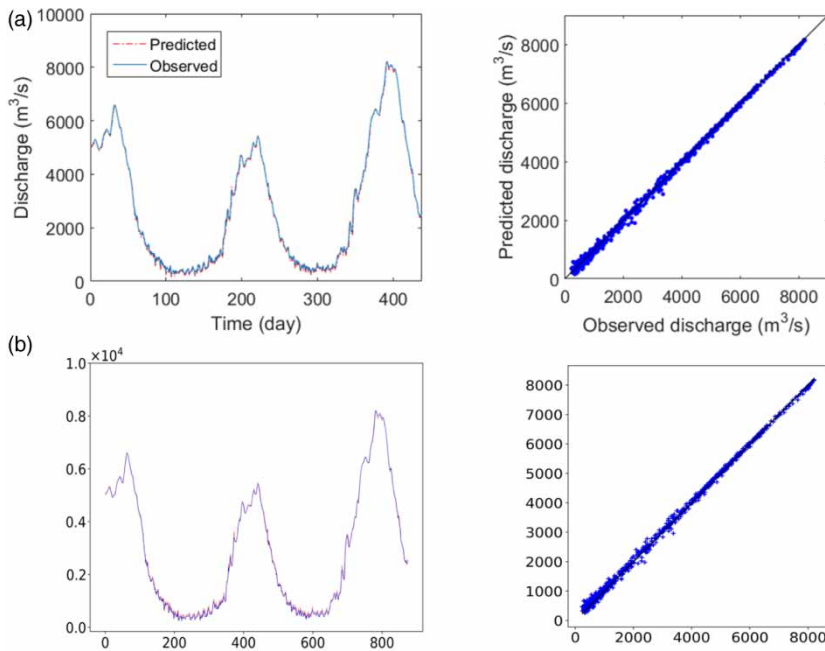 (a)
10000
8000
6000
4000
2000
0
Discharge (m³/s)
Predicted
Observed
0 100 200 300 400
Time (day)
8000
6000
4000
2000
0
Predicted discharge (m³/s)
0 2000 4000 6000 8000
Observed discharge (m³/s)
(b)
×10⁴
1.0
0.8
0.6
0.4
0.2
0.0
0 200 400 600 800
8000
7000
6000
5000
4000
3000
2000
1000
0
0 2000 4000 6000 8000